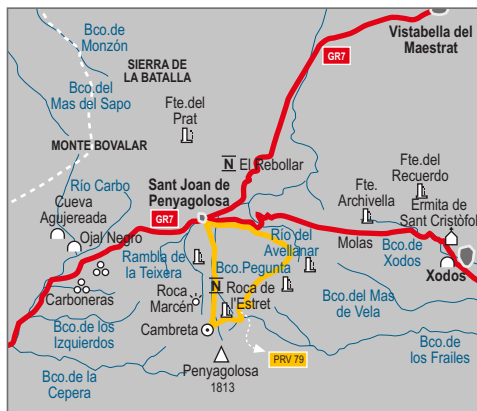 Bco.de
Monzón
SIERRA DE
LA BATALLA
Bco.del
Mas del Sapo
Fte.del
Prat
MONTE BOVALAR
GR7
Vistabella del
Maestrat
N El Rebollar
Río Carbo
Cueva
Agujereada
Sant Joan de
Penyagolosa
Fte.
Archivella
Fte.del
Recuerdo
Ermita de
Sant Cristòfol
GR7
Ojal Negro
Rambla de
la Teixera
Río del
Avellanar
Molas
Bco.de
Xodos
Xodos
Bco.Pegunta
Carboneras
Roca
Marcén
N Roca de
l'Estret
Bco.del Mas
de Vela
Bco.de los
Izquierdos
Cambreta
Bco.de
los Frailes
Bco.de la
Cepera
Penyagolosa
1813
PRV 79